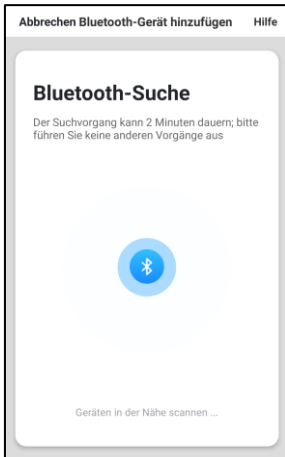 Abbrechen Bluetooth-Gerät hinzufügen Hilfe
Bluetooth-Suche
Der Suchvorgang kann 2 Minuten dauern; bitte
führen Sie keine anderen Vorgänge aus
Geräten in der Nähe scannen ...